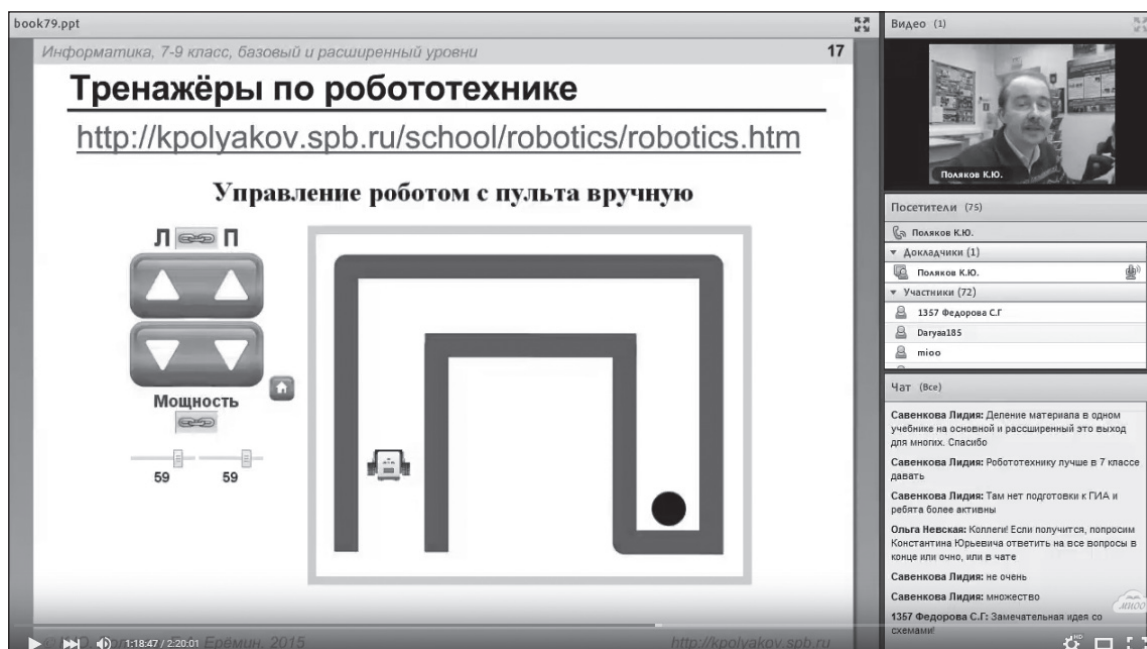 book79.ppt
Информатика, 7-9 класс, базовый и расширенный уровни
17
Тренажёры по робототехнике
http://kpolyakov.spb.ru/school/robotics/robotics.htm
Управление роботом с пульта вручную
Л П
Мощность
59 59
Ерёмин, 2015
http://kpolyakov.spb.ru
1:18:47 / 2:20:01
Видео (1)
Поляков К.Ю.
Посетители (75)
Поляков К.Ю.
Докладчики (1)
Поляков К.Ю.
Участники (72)
1357 Федорова С.Г
Daryaa185
mioo
Чат (Все)
Савенкова Лидия: Деление материала в одном
учебнике на основной и рассширенный это выход
для многих. Спасибо
Савенкова Лидия: Робототехнику лучше в 7 классе
давать
Савенкова Лидия: Там нет подготовки к ГИА и
ребята более активны
Ольга Невская: Коллеги! Если получится, попросим
Константина Юрьевича ответить на все вопросы в
конце или очно, или в чате
Савенкова Лидия: не очень
Савенкова Лидия: множество
1357 Федорова С.Г: Замечательная идея со
схемами!
МИОО
HD